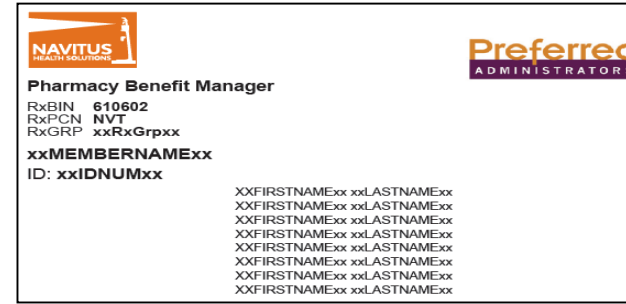 NAVITUS
HEALTH SOLUTIONS
Preferred
ADMINISTRATOR
Pharmacy Benefit Manager
RxBIN 610602
RxPCN NVT
RxGRP xxRxGrpxx
xxMEMBERNAMExx
ID: xxIDNUMxx
XXFIRSTNAMExx xxLASTNAMExx
XXFIRSTNAMExx xxLASTNAMExx
XXFIRSTNAMExx xxLASTNAMExx
XXFIRSTNAMExx xxLASTNAMExx
XXFIRSTNAMExx xxLASTNAMExx
XXFIRSTNAMExx xxLASTNAMExx
XXFIRSTNAMExx xxLASTNAMExx
XXFIRSTNAMExx xxLASTNAMExx